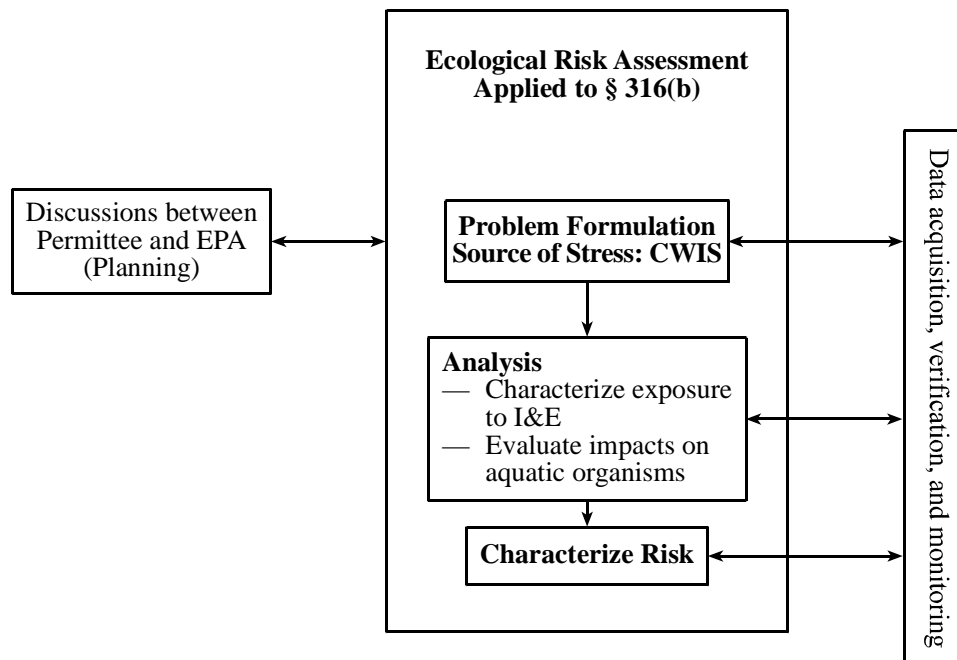 Ecological Risk Assessment
Applied to § 316(b)
Discussions between
Permittee and EPA
(Planning)
Problem Formulation
Source of Stress: CWIS
Analysis
— Characterize exposure
to I&E
— Evaluate impacts on
aquatic organisms
Characterize Risk
Data acquisition, verification, and monitoring